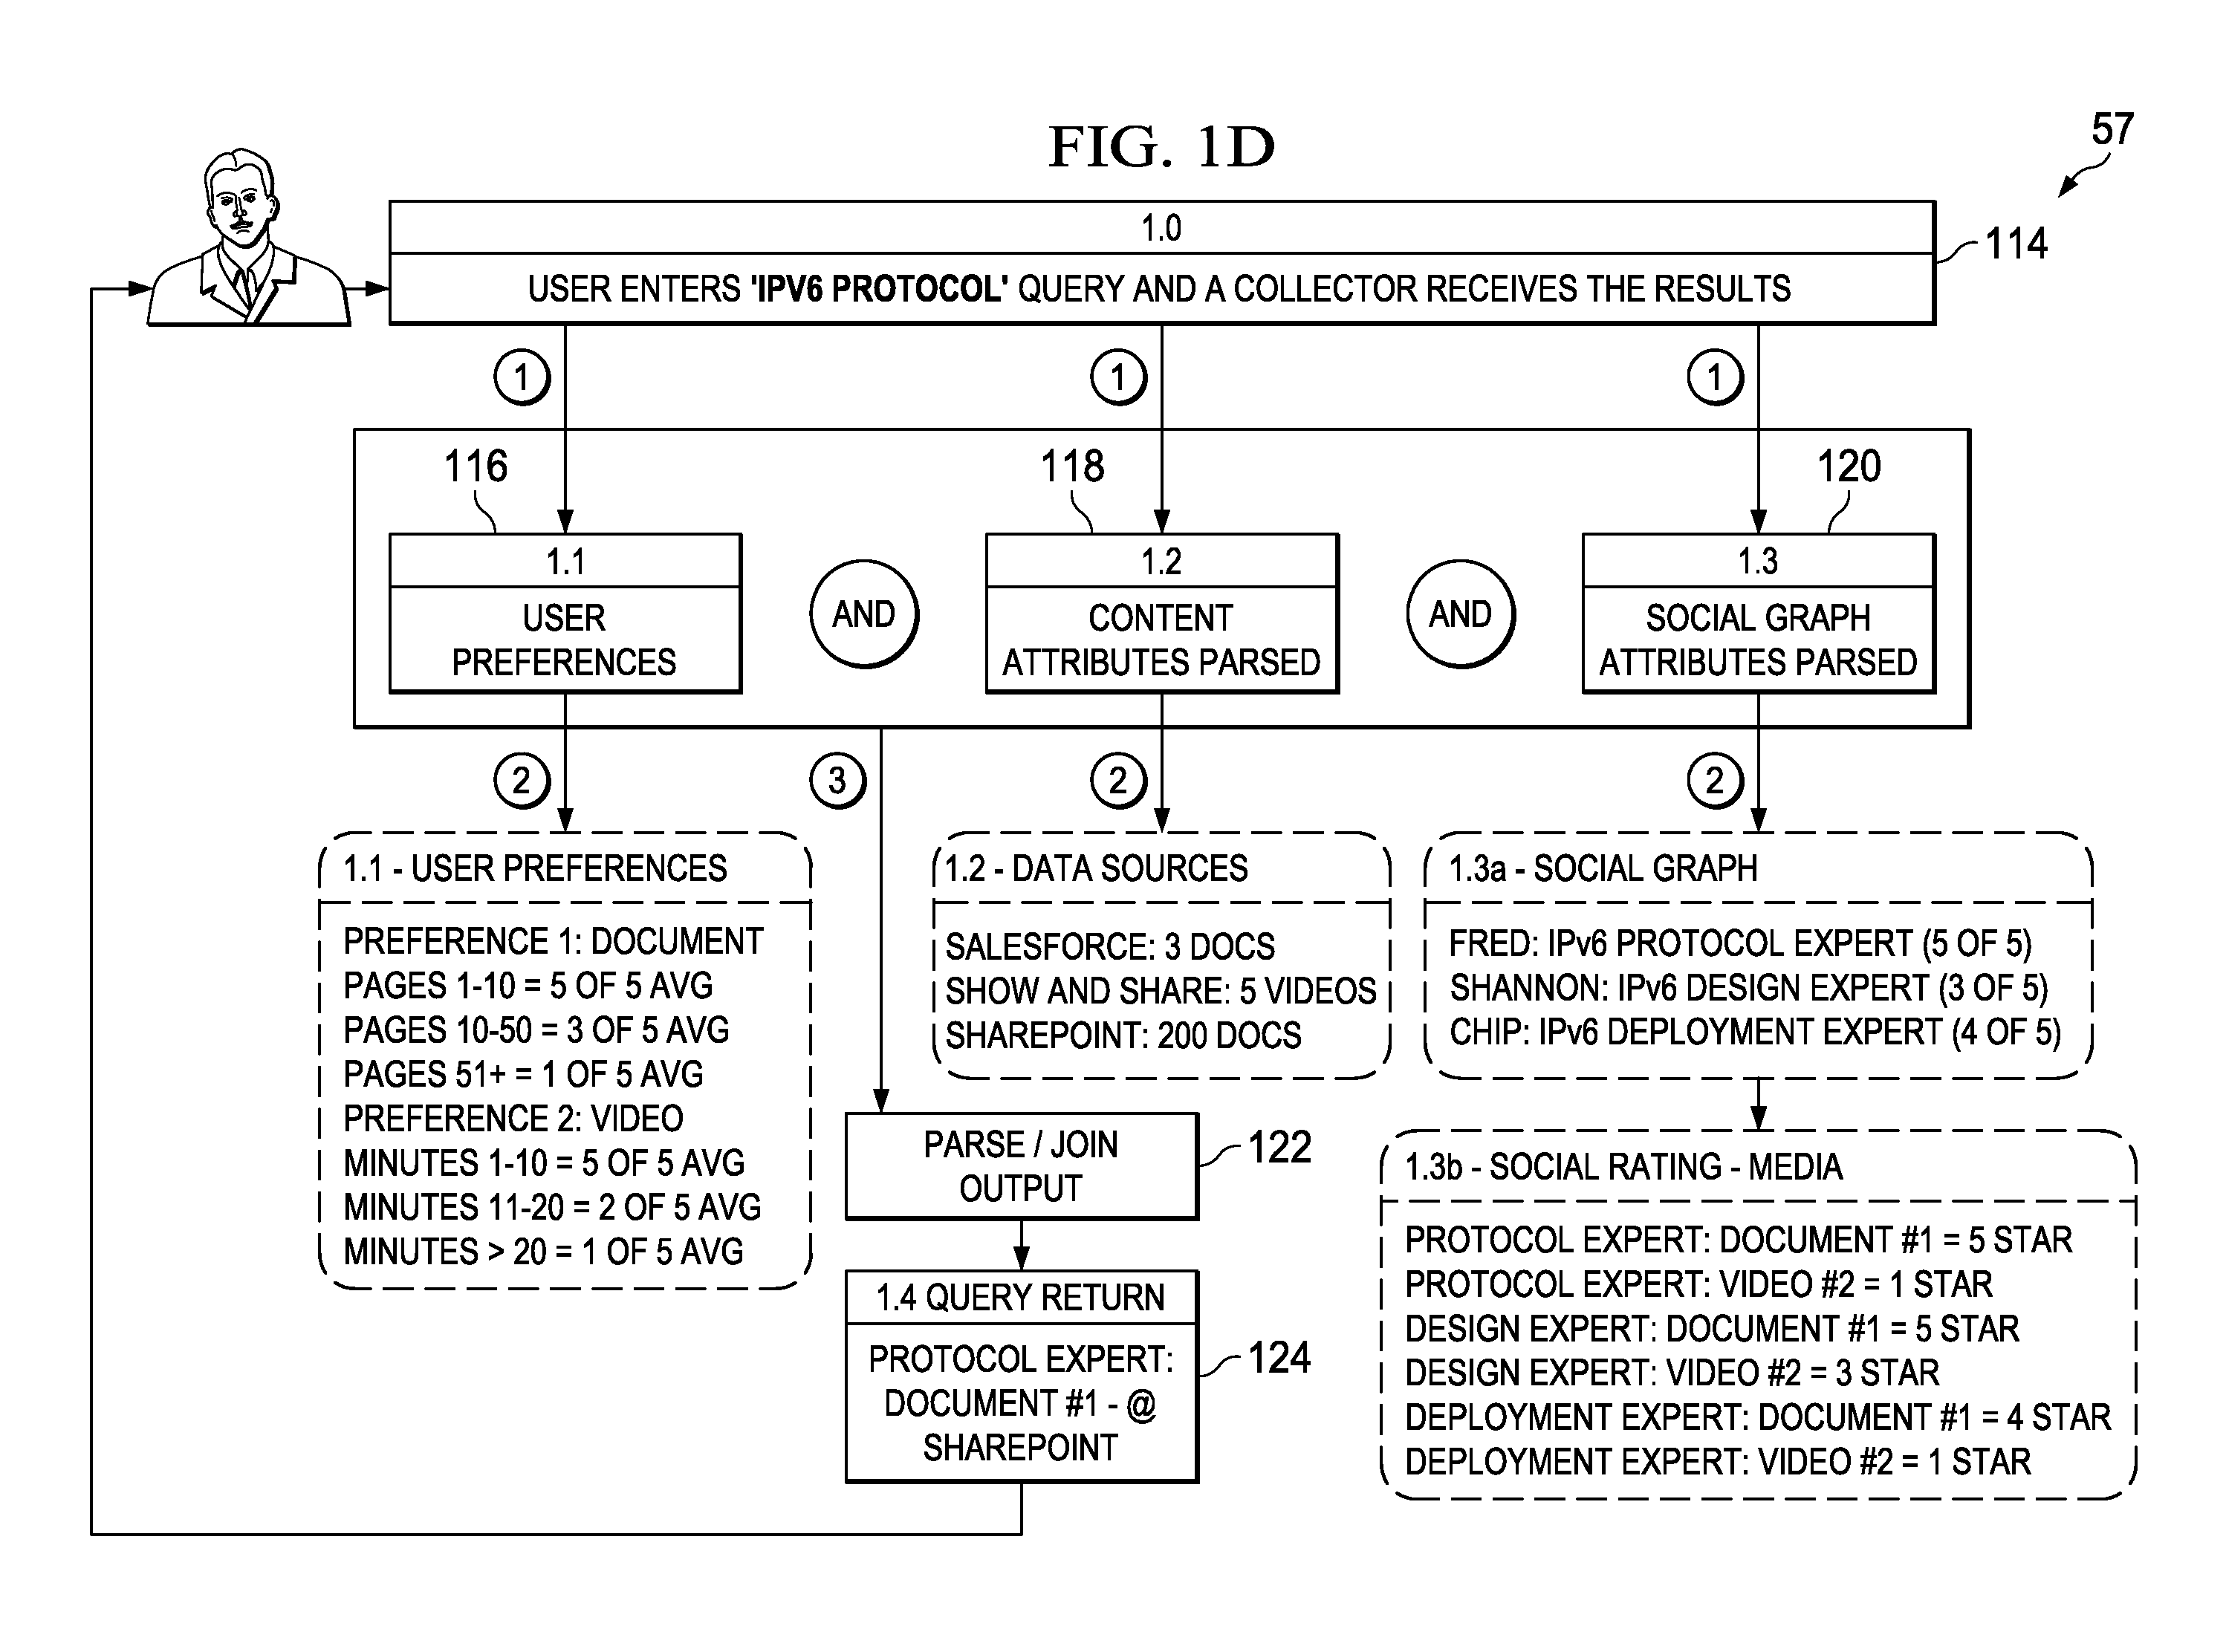 FIG. 1D
57
1.0
114
USER ENTERS 'IPV6 PROTOCOL' QUERY AND A COLLECTOR RECEIVES THE RESULTS
1
1
1
116
118
120
1.1
USER
PREFERENCES
AND
1.2
CONTENT
ATTRIBUTES PARSED
AND
1.3
SOCIAL GRAPH
ATTRIBUTES PARSED
2
3
2
2
1.1 - USER PREFERENCES
PREFERENCE 1: DOCUMENT
PAGES 1-10 = 5 OF 5 AVG
PAGES 10-50 = 3 OF 5 AVG
PAGES 51+ = 1 OF 5 AVG
PREFERENCE 2: VIDEO
MINUTES 1-10 = 5 OF 5 AVG
MINUTES 11-20 = 2 OF 5 AVG
MINUTES > 20 = 1 OF 5 AVG
1.2 - DATA SOURCES
SALESFORCE: 3 DOCS
SHOW AND SHARE: 5 VIDEOS
SHAREPOINT: 200 DOCS
1.3a - SOCIAL GRAPH
FRED: IPv6 PROTOCOL EXPERT (5 OF 5)
SHANNON: IPv6 DESIGN EXPERT (3 OF 5)
CHIP: IPv6 DEPLOYMENT EXPERT (4 OF 5)
PARSE / JOIN
OUTPUT
122
1.4 QUERY RETURN
PROTOCOL EXPERT:
DOCUMENT #1 - @
SHAREPOINT
124
1.3b - SOCIAL RATING - MEDIA
PROTOCOL EXPERT: DOCUMENT #1 = 5 STAR
PROTOCOL EXPERT: VIDEO #2 = 1 STAR
DESIGN EXPERT: DOCUMENT #1 = 5 STAR
DESIGN EXPERT: VIDEO #2 = 3 STAR
DEPLOYMENT EXPERT: DOCUMENT #1 = 4 STAR
DEPLOYMENT EXPERT: VIDEO #2 = 1 STAR